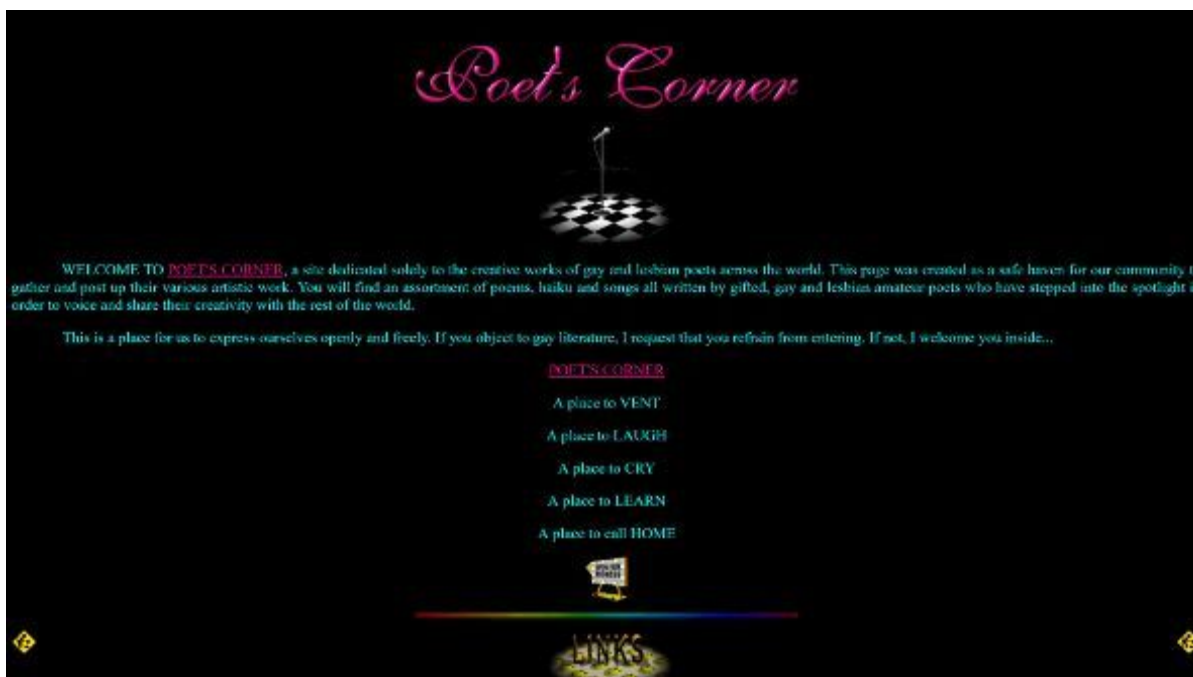 Poet's Corner
WELCOME TO POET'S CORNER, a site dedicated solely to the creative works of gay and lesbian poets across the world. This page was created as a safe haven for our community
gather and post up their various artistic work. You will find an assortment of poems, haiku and songs all written by gifted, gay and lesbian amateur poets who have stepped into the spotlight
order to voice and share their creativity with the rest of the world.
This is a place for us to express ourselves openly and freely. If you object to gay literature, I request that you refrain from entering. If not, I welcome you inside...
POET'S CORNER
A place to VENT
A place to LAUGH
A place to CRY
A place to LEARN
A place to call HOME
LINKS